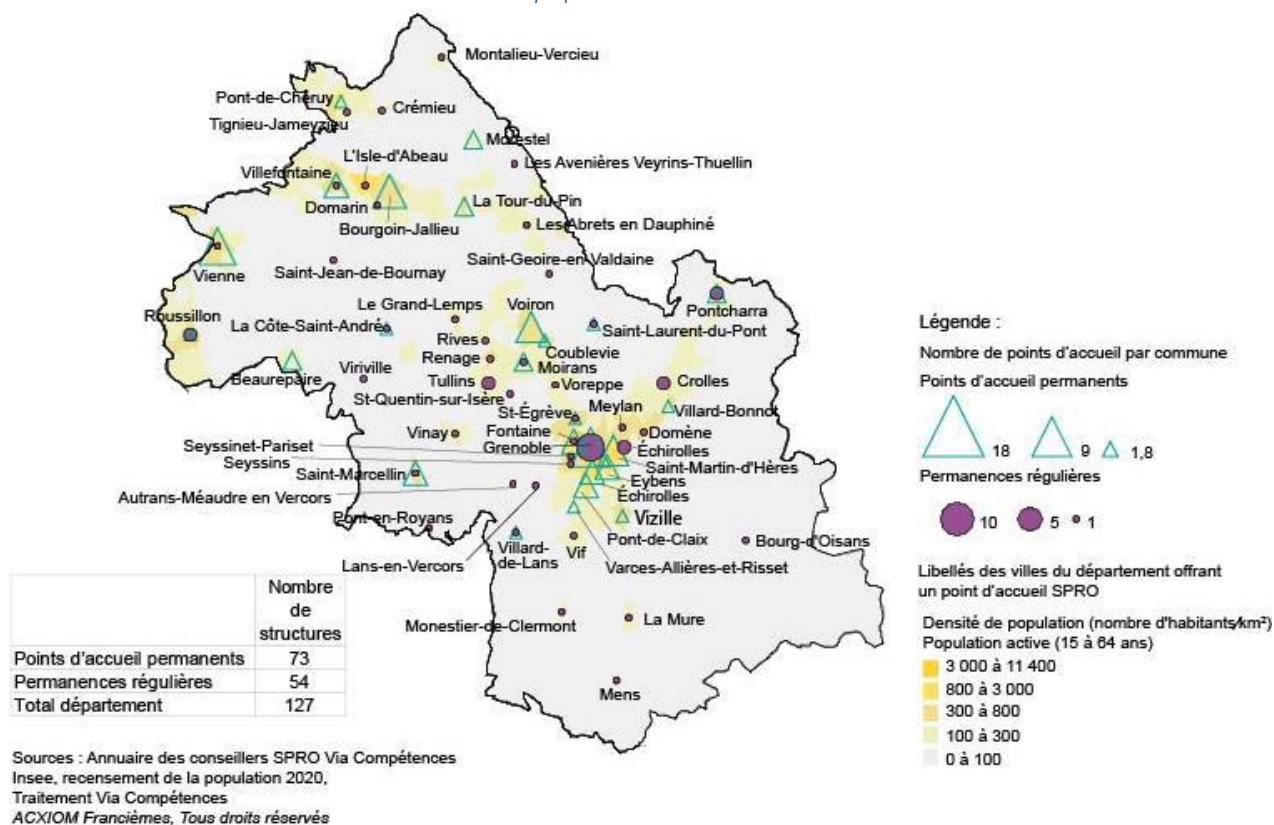 Montalieu-Vercieu
Pont-de-Chéruy
Crémieu
Tignieu-Jameyzieu
Morestel
L'Isle-d'Abeau
Les Avenières Veyrins-Thuellin
Villefontaine
Domarin
La Tour-du-Pin
Bourgoin-Jallieu
Les Abrets en Dauphiné
Vienne
Saint-Jean-de-Bournay
Saint-Geoire-en-Valdaine
Le Grand-Lemps
Voiron
Pontcharra
Roussillon
La Côte-Saint-André
Saint-Laurent-du-Pont
Rives
Coublevie
Renage
Moirans
Beaurepaire
Viriville
Tullins
Voreppe
Crolles
St-Quentin-sur-Isère
Meylan
Villard-Bonnot
St-Égrève
Vinay
Fontaine
Domène
Seyssinet-Pariset
Grenoble
Échirolles
Seyssins
Saint-Martin-d'Hères
Saint-Marcellin
Eybens
Autrans-Méaudre en Vercors
Échirolles
Pont-en-Royans
Vizille
Pont-de-Claix
Bourg-d'Oisans
Villard-
de-Lans
Vif
Lans-en-Vercors
Varces-Allières-et-Risset
Monestier-de-Clermont
La Mure
Mens
Légende :
Nombre de points d'accueil par commune
Points d'accueil permanents
18 9 1,8
Permanences régulières
10 5 1
Libellés des villes du département offrant
un point d'accueil SPRO
Densité de population (nombre d'habitants/km²)
Population active (15 à 64 ans)
3 000 à 11 400
800 à 3 000
300 à 800
100 à 300
0 à 100
Nombre
de
structures
Points d'accueil permanents 73
Permanences régulières 54
Total département 127
Sources : Annuaire des conseillers SPRO Via Compétences
Insee, recensement de la population 2020,
Traitement Via Compétences
ACXIOM Francièmes, Tous droits réservés